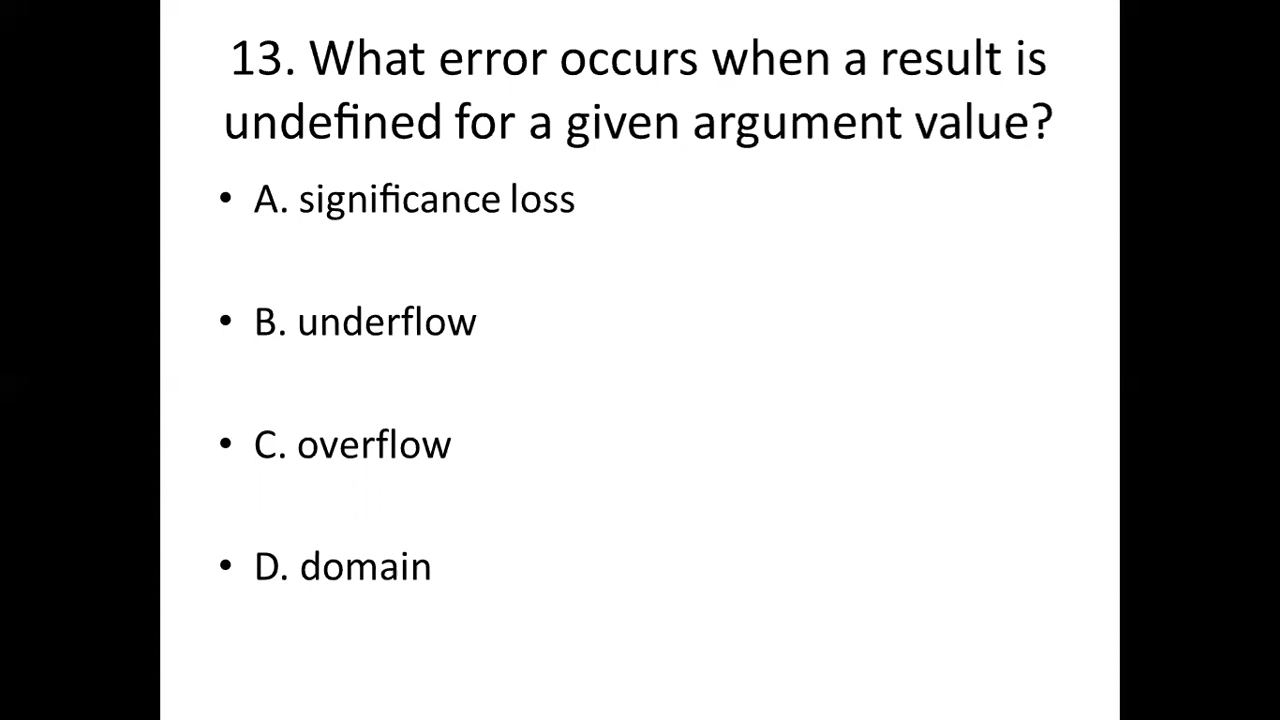 13. What error occurs when a result is
undefined for a given argument value?
• A. significance loss
• B. underflow
• C. overflow
• D. domain